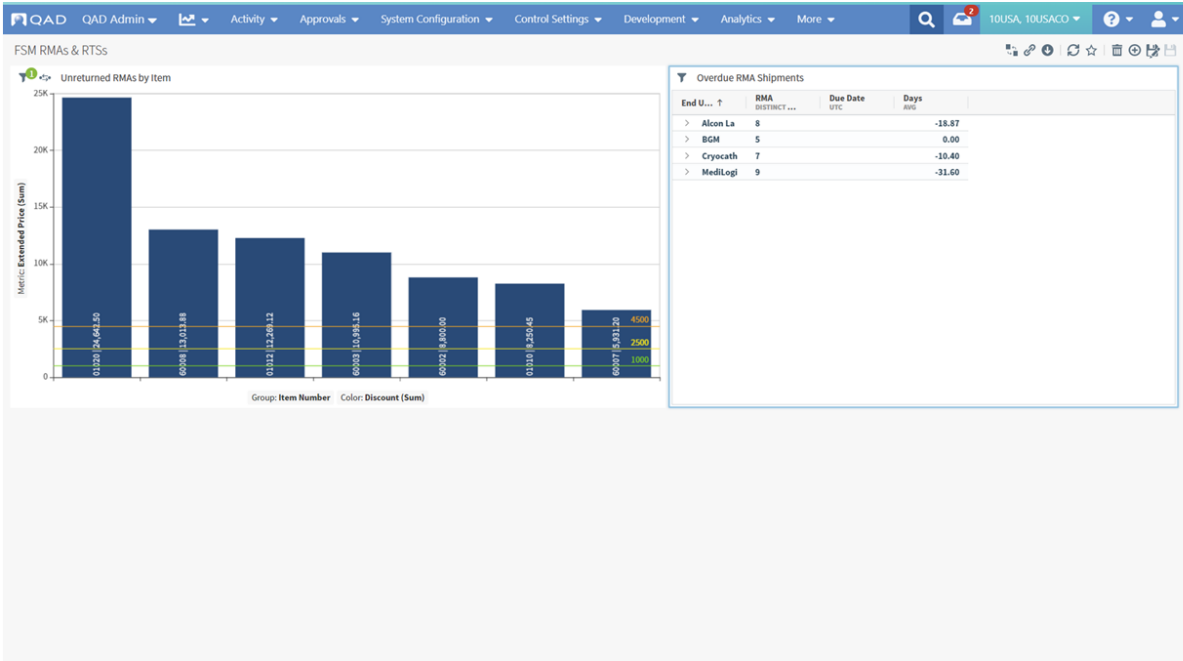 QAD QAD Admin Activity Approvals System Configuration Control Settings Development Analytics More 2 10USA, 10USACO ?
FSM RMAs & RTSs
1 Unreturned RMAs by Item
25K
20K
15K
10K
5K
0
Metric: Extended Price (Sum)
01020 | 24,642.50
60008 | 13,013.88
01012 | 12,269.12
60003 | 10,995.16
60002 | 8,800.00
01010 | 8,250.45
60007 | 5,931.20
4500
2500
1000
Group: Item Number Color: Discount (Sum)
Overdue RMA Shipments
End U... ↑ RMA Due Date Days
DISTINCT ... UTC AVG
Alcon La 8 -18.87
BGM 5 0.00
Cryocath 7 -10.40
MediLogi 9 -31.60